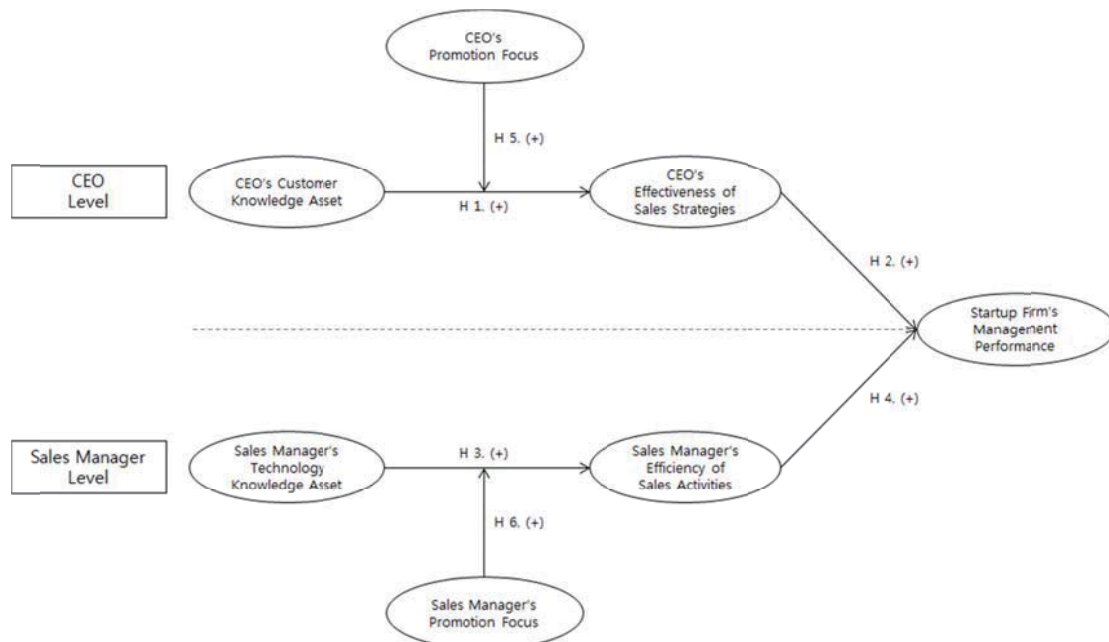 CEO's
Promotion Focus
H 5. (+)
CEO
Level
CEO's Customer
Knowledge Asset
H 1. (+)
CEO's
Effectiveness of
Sales Strategies
H 2. (+)
Startup Firm's
Management
Performance
H 4. (+)
Sales Manager
Level
Sales Manager's
Technology
Knowledge Asset
H 3. (+)
Sales Manager's
Efficiency of
Sales Activities
H 6. (+)
Sales Manager's
Promotion Focus